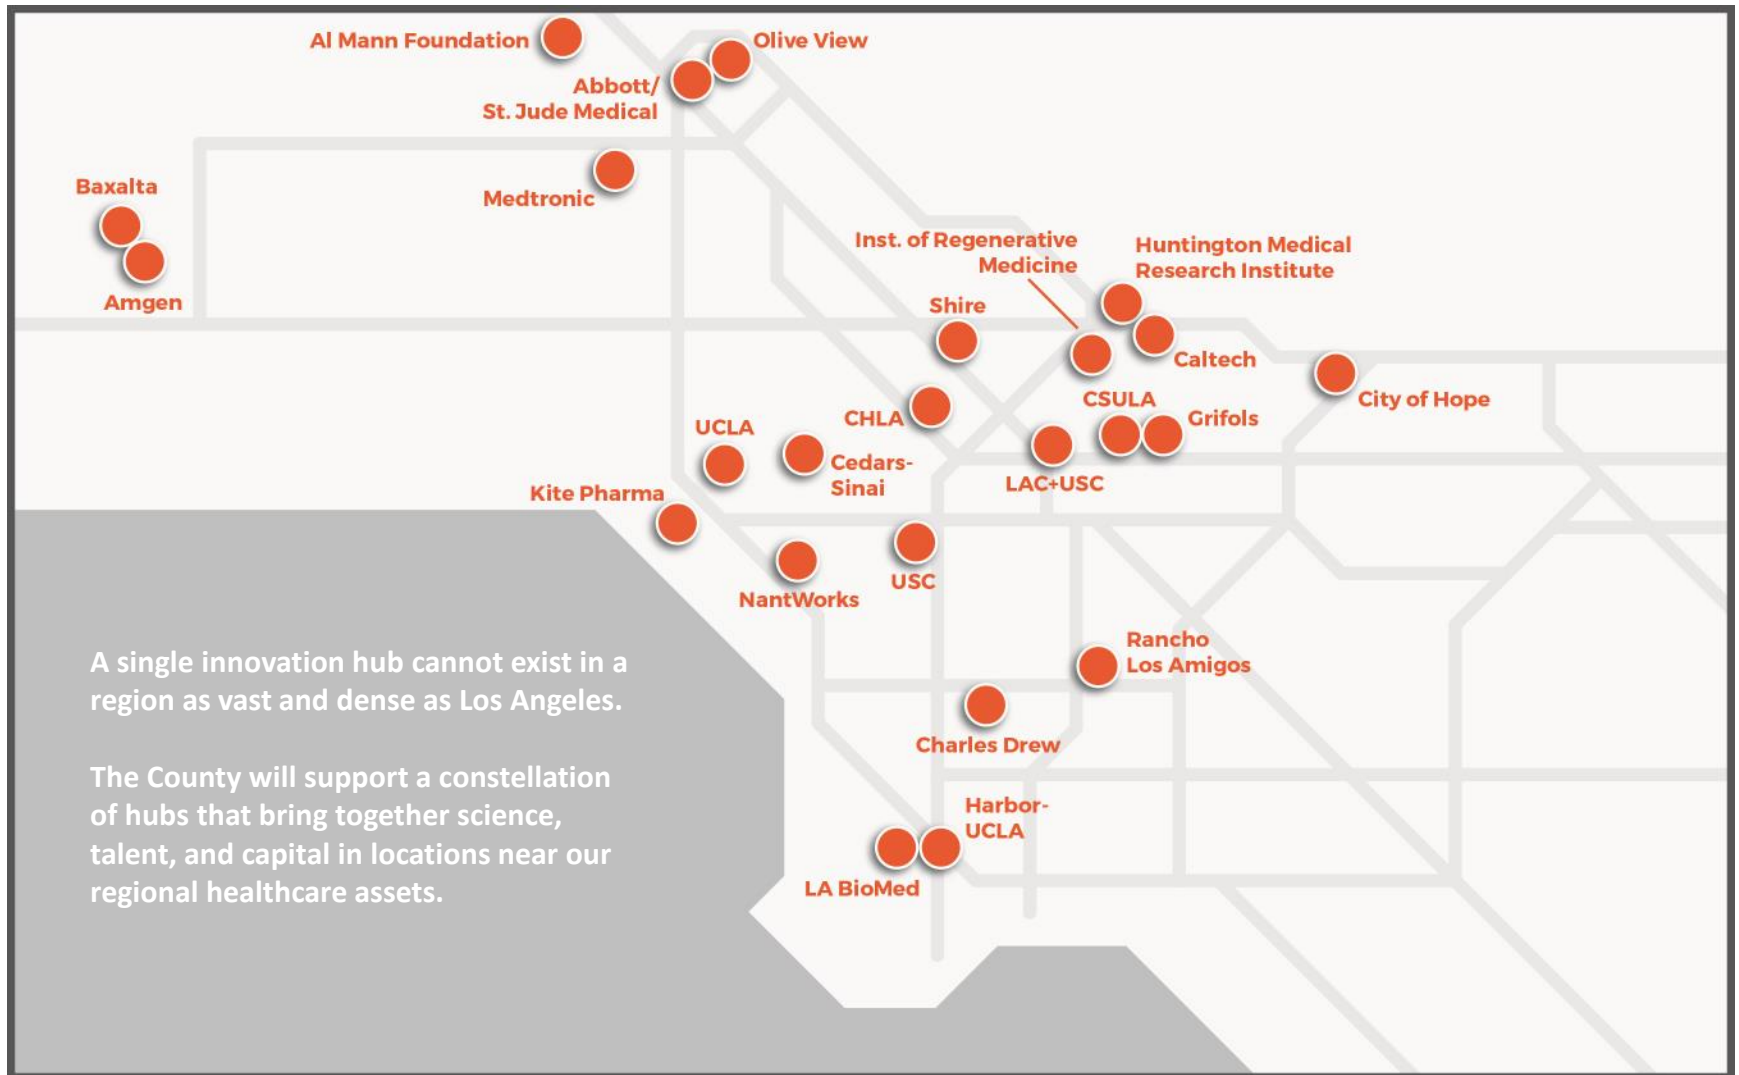 Al Mann Foundation
Olive View
Abbott/
St. Jude Medical
Medtronic
Baxalta
Amgen
Inst. of Regenerative
Medicine
Huntington Medical
Research Institute
Shire
Caltech
City of Hope
CSULA
Grifols
CHLA
UCLA
Cedars-
Sinai
LAC+USC
Kite Pharma
USC
NantWorks
Rancho
Los Amigos
Charles Drew
Harbor-
UCLA
LA BioMed
A single innovation hub cannot exist in a
region as vast and dense as Los Angeles.
The County will support a constellation
of hubs that bring together science,
talent, and capital in locations near our
regional healthcare assets.